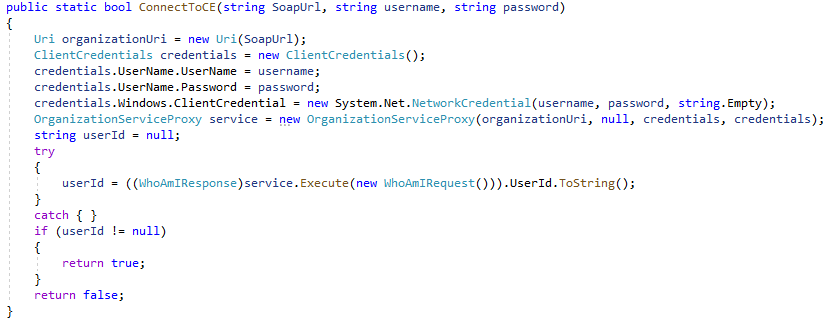 public static bool ConnectToCE(string SoapUrl, string username, string password)
{
    Uri organizationUri = new Uri(SoapUrl);
    ClientCredentials credentials = new ClientCredentials();
    credentials.UserName.UserName = username;
    credentials.UserName.Password = password;
    credentials.Windows.ClientCredential = new System.Net.NetworkCredential(username, password, string.Empty);
    OrganizationServiceProxy service = new OrganizationServiceProxy(organizationUri, null, credentials, credentials);
    string userId = null;
    try
    {
        userId = ((WhoAmIResponse)service.Execute(new WhoAmIRequest())).UserId.ToString();
    }
    catch { }
    if (userId != null)
    {
        return true;
    }
    return false;
}